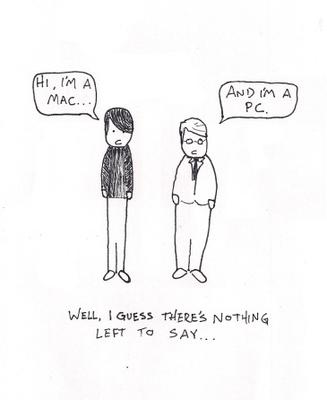 HI, I'M A
MAC...
AND I'M A
PC.
WELL, I GUESS THERE'S NOTHING
LEFT TO SAY...